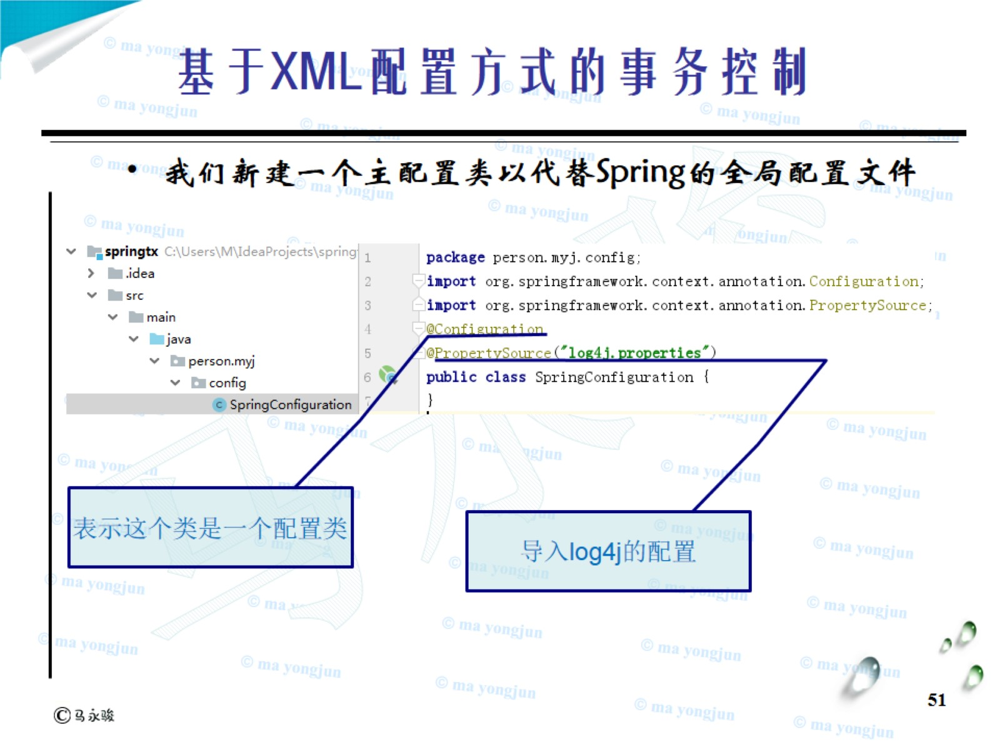 基于XML配置方式的事务控制
• 我们新建一个主配置类以代替Spring的全局配置文件
springtx C:\Users\M\IdeaProjects\spring
.idea
src
main
java
person.myj
config
SpringConfiguration
1 package person.myj.config;
2 import org.springframework.context.annotation.Configuration;
3 import org.springframework.context.annotation.PropertySource;
4 @Configuration
5 @PropertySource("log4j.properties")
6 public class SpringConfiguration {
7 }
表示这个类是一个配置类
导入log4j的配置
51
©马永骏
© ma yongjun